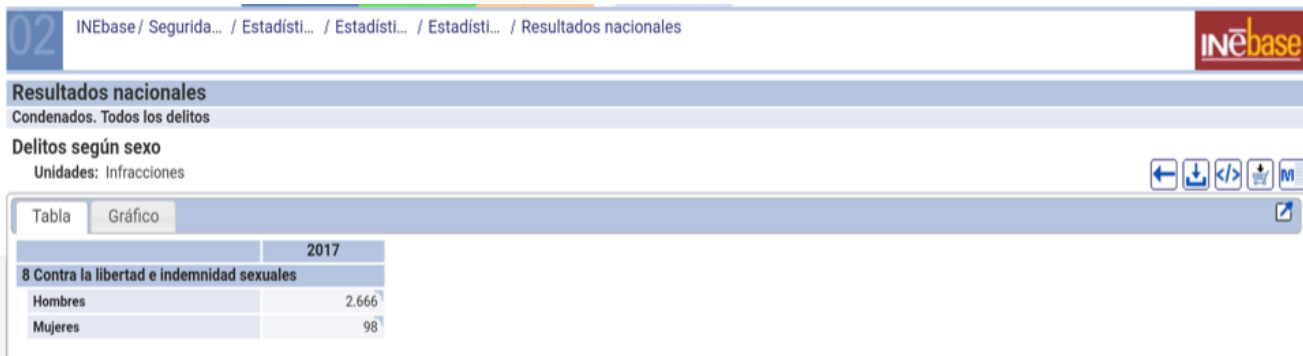 02
INEbase / Segurida... / Estadísti... / Estadísti... / Estadísti... / Resultados nacionales
INēbase
Resultados nacionales
Condenados. Todos los delitos
Delitos según sexo
Unidades: Infracciones
</> M
Tabla Gráfico
2017
8 Contra la libertad e indemnidad sexuales
Hombres 2.666
Mujeres 98